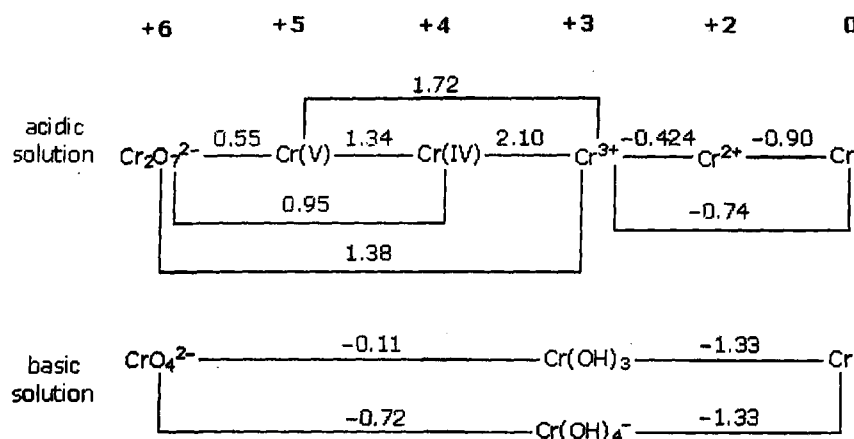 +6 +5 +4 +3 +2 0
1.72
acidic solution
Cr₂O₇²⁻ 0.55 Cr(V) 1.34 Cr(IV) 2.10 Cr³⁺ -0.424 Cr²⁺ -0.90 Cr
0.95 -0.74
1.38
basic solution
CrO₄²⁻ -0.11 Cr(OH)₃ -1.33 Cr
-0.72 Cr(OH)₄⁻ -1.33